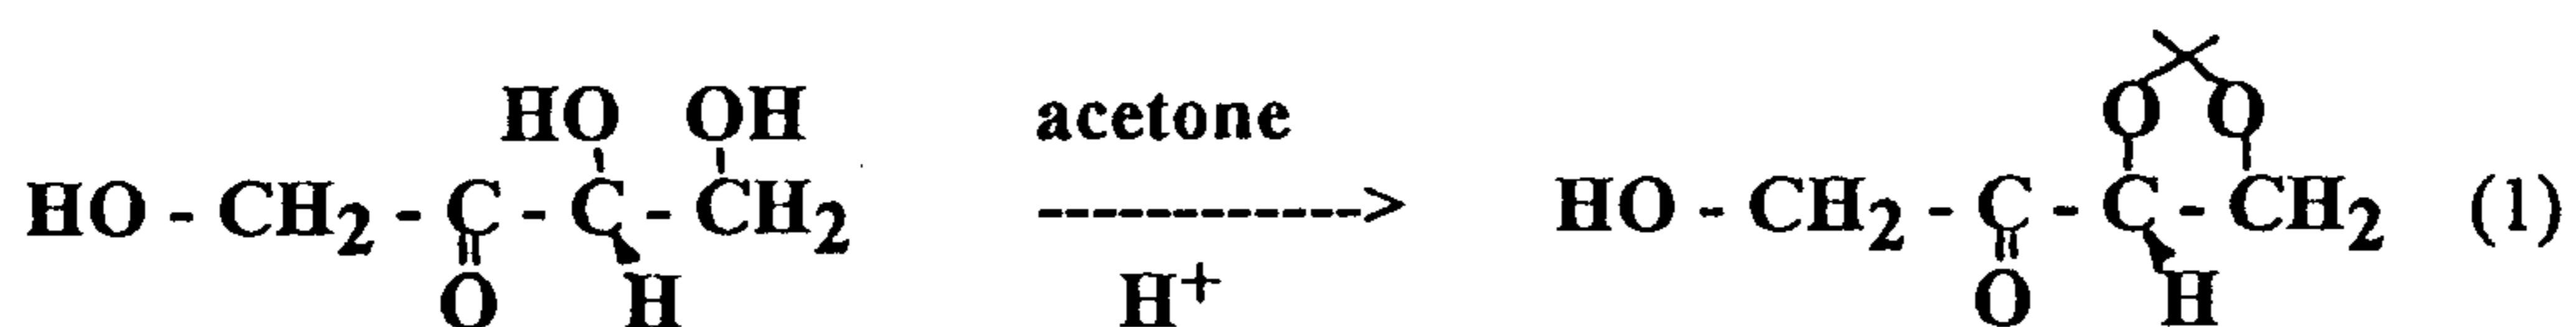 HO OH acetone O O
HO - CH2 - C - C - CH2 ------------> HO - CH2 - C - C - CH2 (1)
O H H+ O H